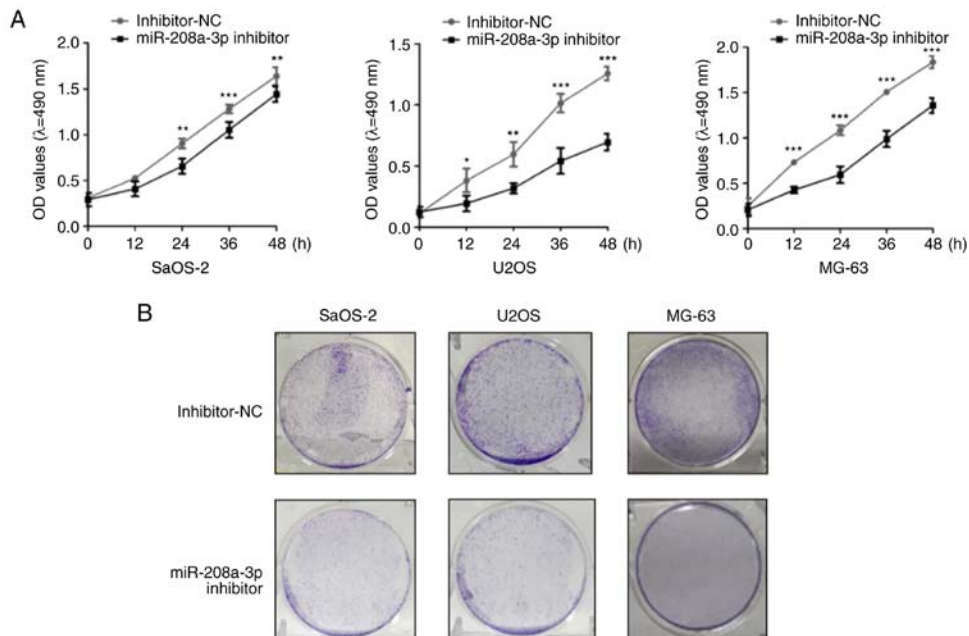 A
Inhibitor-NC
miR-208a-3p inhibitor
OD values (λ=490 nm)
2.0
1.5
1.0
0.5
0.0
** *** **
0 12 24 36 48 (h)
SaOS-2
Inhibitor-NC
miR-208a-3p inhibitor
OD values (λ=490 nm)
1.5
1.0
0.5
0.0
* ** *** ***
0 12 24 36 48 (h)
U2OS
Inhibitor-NC
miR-208a-3p inhibitor
OD values (λ=490 nm)
2.0
1.5
1.0
0.5
0.0
*** *** *** ***
0 12 24 36 48 (h)
MG-63
B
SaOS-2 U2OS MG-63
Inhibitor-NC
miR-208a-3p
inhibitor